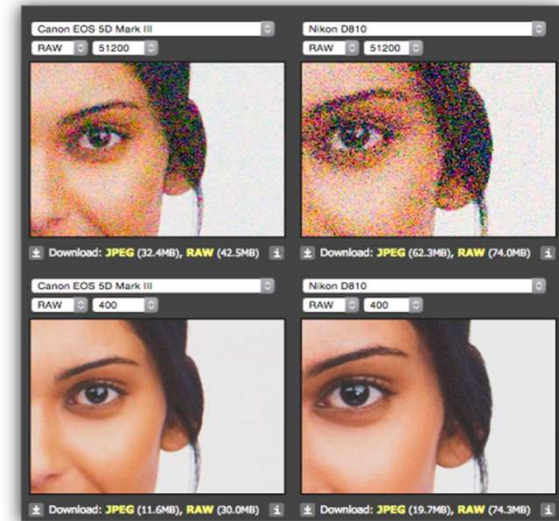 Canon EOS 5D Mark III
Nikon D810
RAW 51200
RAW 51200
Download: JPEG (32.4MB), RAW (42.5MB) i
Download: JPEG (62.3MB), RAW (74.0MB) i
Canon EOS 5D Mark III
Nikon D810
RAW 400
RAW 400
Download: JPEG (11.6MB), RAW (30.0MB) i
Download: JPEG (19.7MB), RAW (74.3MB) i